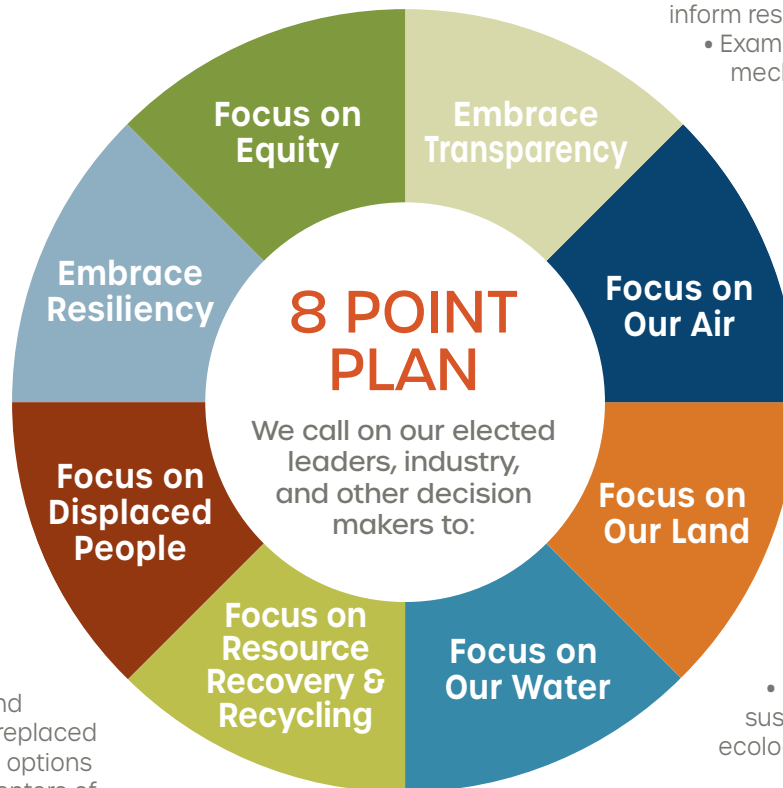 inform res
• Exam
mec
Focus on
Equity
Embrace
Transparency
Focus on
Our Air
Focus on
Our Land
Focus on
Our Water
Focus on
Resource
Recovery &
Recycling
Focus on
Displaced
People
Embrace
Resiliency
8 POINT
PLAN
We call on our elected
leaders, industry,
and other decision
makers to:
nd
replaced
options
•
sus
ecolo